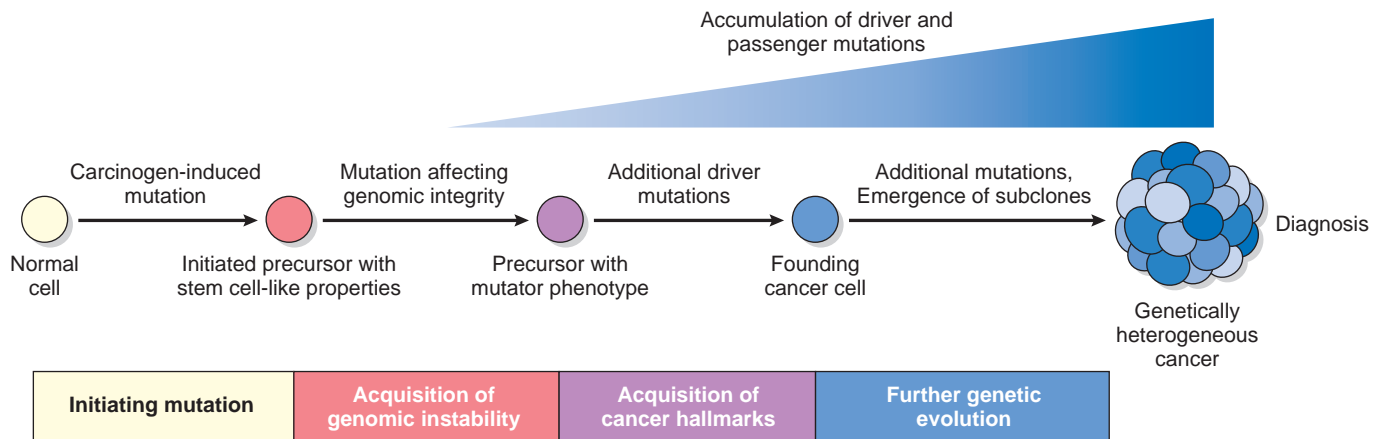 Accumulation of driver and
passenger mutations
Carcinogen-induced
mutation
Mutation affecting
genomic integrity
Additional driver
mutations
Additional mutations,
Emergence of subclones
Normal
cell
Initiated precursor with
stem cell-like properties
Precursor with
mutator phenotype
Founding
cancer cell
Diagnosis
Genetically
heterogeneous
cancer
Initiating mutation
Acquisition of
genomic instability
Acquisition of
cancer hallmarks
Further genetic
evolution